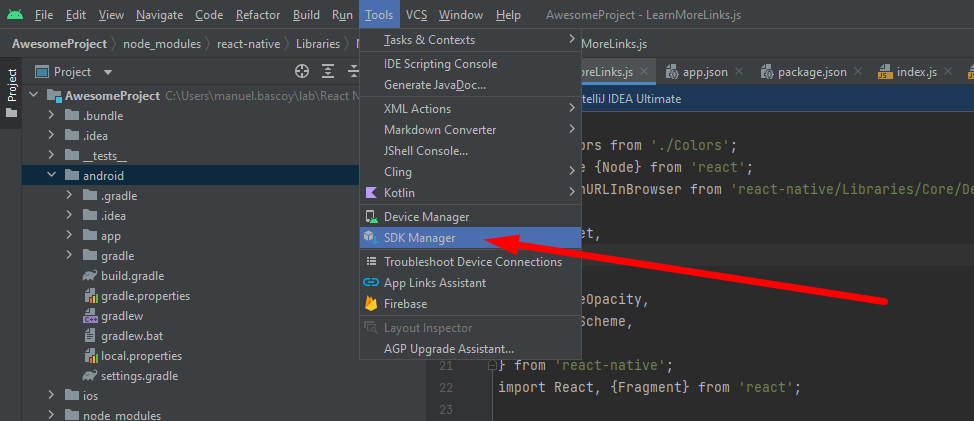 File Edit View Navigate Code Refactor Build Run Tools VCS Window Help AwesomeProject - LearnMoreLinks.js
AwesomeProject node_modules react-native Libraries MoreLinks.js
Project
Project
oreLinks.js app.json package.json index.js
AwesomeProject C:\Users\manuel.bascoy\lab\React N
.bundle
.idea
__tests__
android
.gradle
.idea
app
gradle
build.gradle
gradle.properties
gradlew
gradlew.bat
local.properties
settings.gradle
ios
node_modules
Tasks & Contexts
IDE Scripting Console
Generate JavaDoc...
XML Actions
Markdown Converter
JShell Console...
Cling
Kotlin
Device Manager
SDK Manager
Troubleshoot Device Connections
App Links Assistant
Firebase
Layout Inspector
AGP Upgrade Assistant...
telliJ IDEA Ultimate
ors from './Colors';
e {Node} from 'react';
nURLInBrowser from 'react-native/Libraries/Core/De
et,
eOpacity,
Scheme,
21 } from 'react-native';
22 import React, {Fragment} from 'react';
23